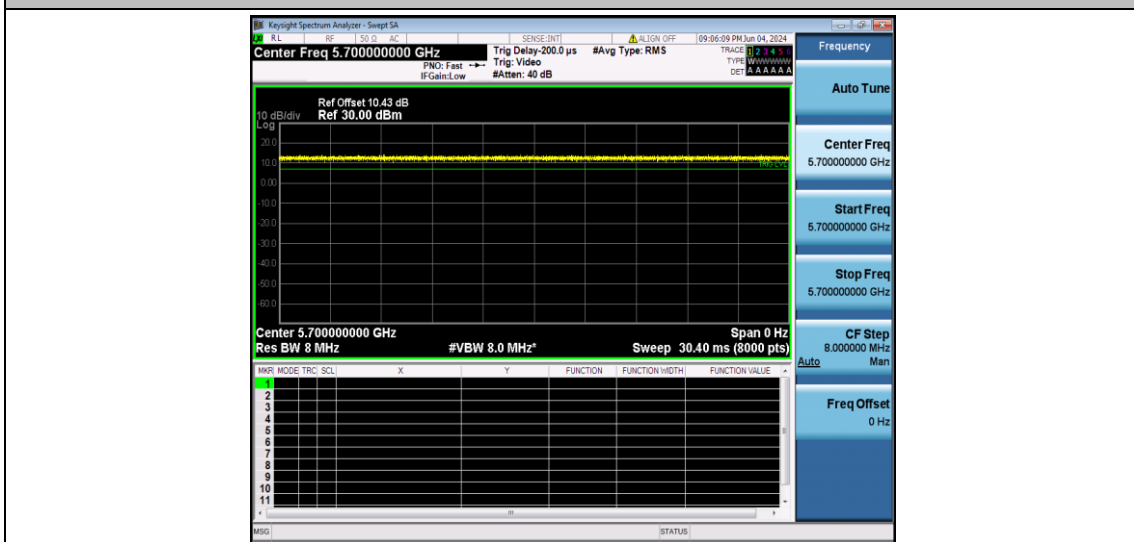 Keysight Spectrum Analyzer - Swept SA
RL RF 50 Ω AC SENSE:INT ALIGN OFF 09:06:09 PM Jun 04, 2024
Center Freq 5.700000000 GHz
PNO: Fast
IFGain:Low
Trig Delay-200.0 µs
Trig: Video
#Atten: 40 dB
#Avg Type: RMS
TRACE 1 2 3 4 5 6
TYPE WWWWWW
DET A A A A A A
Ref Offset 10.43 dB
10 dB/div Ref 30.00 dBm
Log
20.0
10.0
0.00
-10.0
-20.0
-30.0
-40.0
-50.0
-60.0
TRIG LVL
Center 5.700000000 GHz Span 0 Hz
Res BW 8 MHz #VBW 8.0 MHz* Sweep 30.40 ms (8000 pts)
MKR MODE TRC SCL X Y FUNCTION FUNCTION WIDTH FUNCTION VALUE
1
2
3
4
5
6
7
8
9
10
11
MSG STATUS
Frequency
Auto Tune
Center Freq
5.700000000 GHz
Start Freq
5.700000000 GHz
Stop Freq
5.700000000 GHz
CF Step
8.000000 MHz
Auto Man
Freq Offset
0 Hz